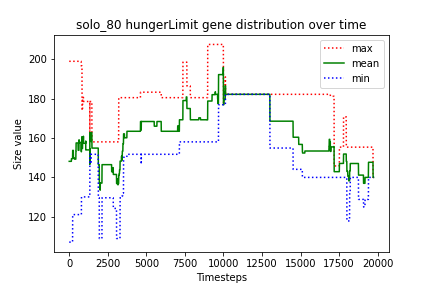 solo_80 hungerLimit gene distribution over time
max
mean
min
Size value
200
180
160
140
120
0 2500 5000 7500 10000 12500 15000 17500 20000
Timesteps